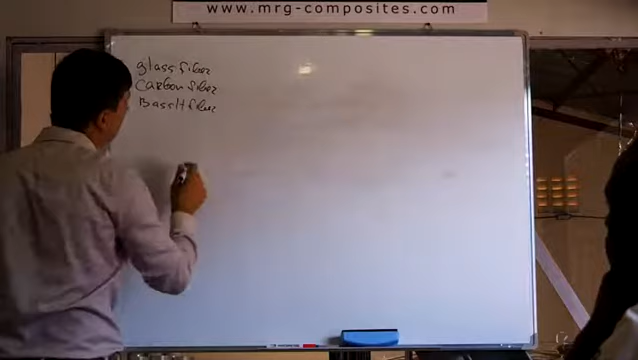 www.mrg-composites.com
glass fiber
Carbon fiber
Basalt fiber